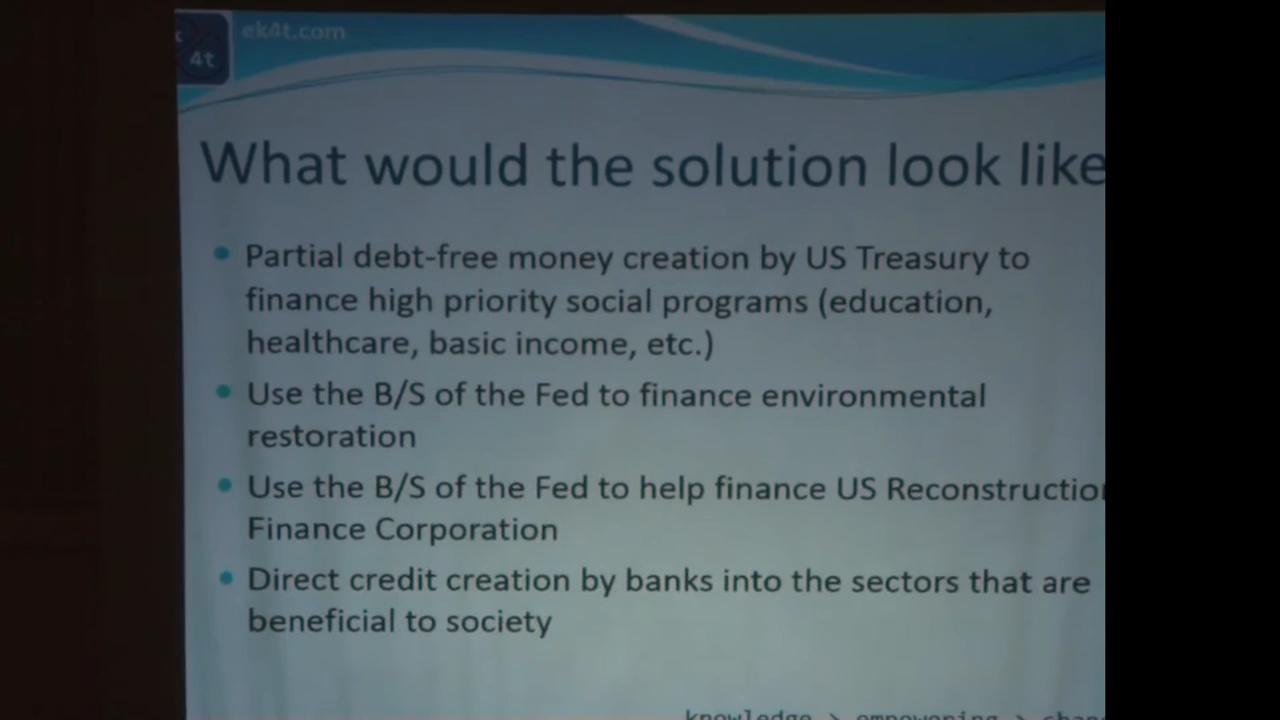 ek4t.com
4t
What would the solution look like
Partial debt-free money creation by US Treasury to
finance high priority social programs (education,
healthcare, basic income, etc.)
Use the B/S of the Fed to finance environmental
restoration
Use the B/S of the Fed to help finance US Reconstructio
Finance Corporation
Direct credit creation by banks into the sectors that are
beneficial to society
knowledge > empowering >